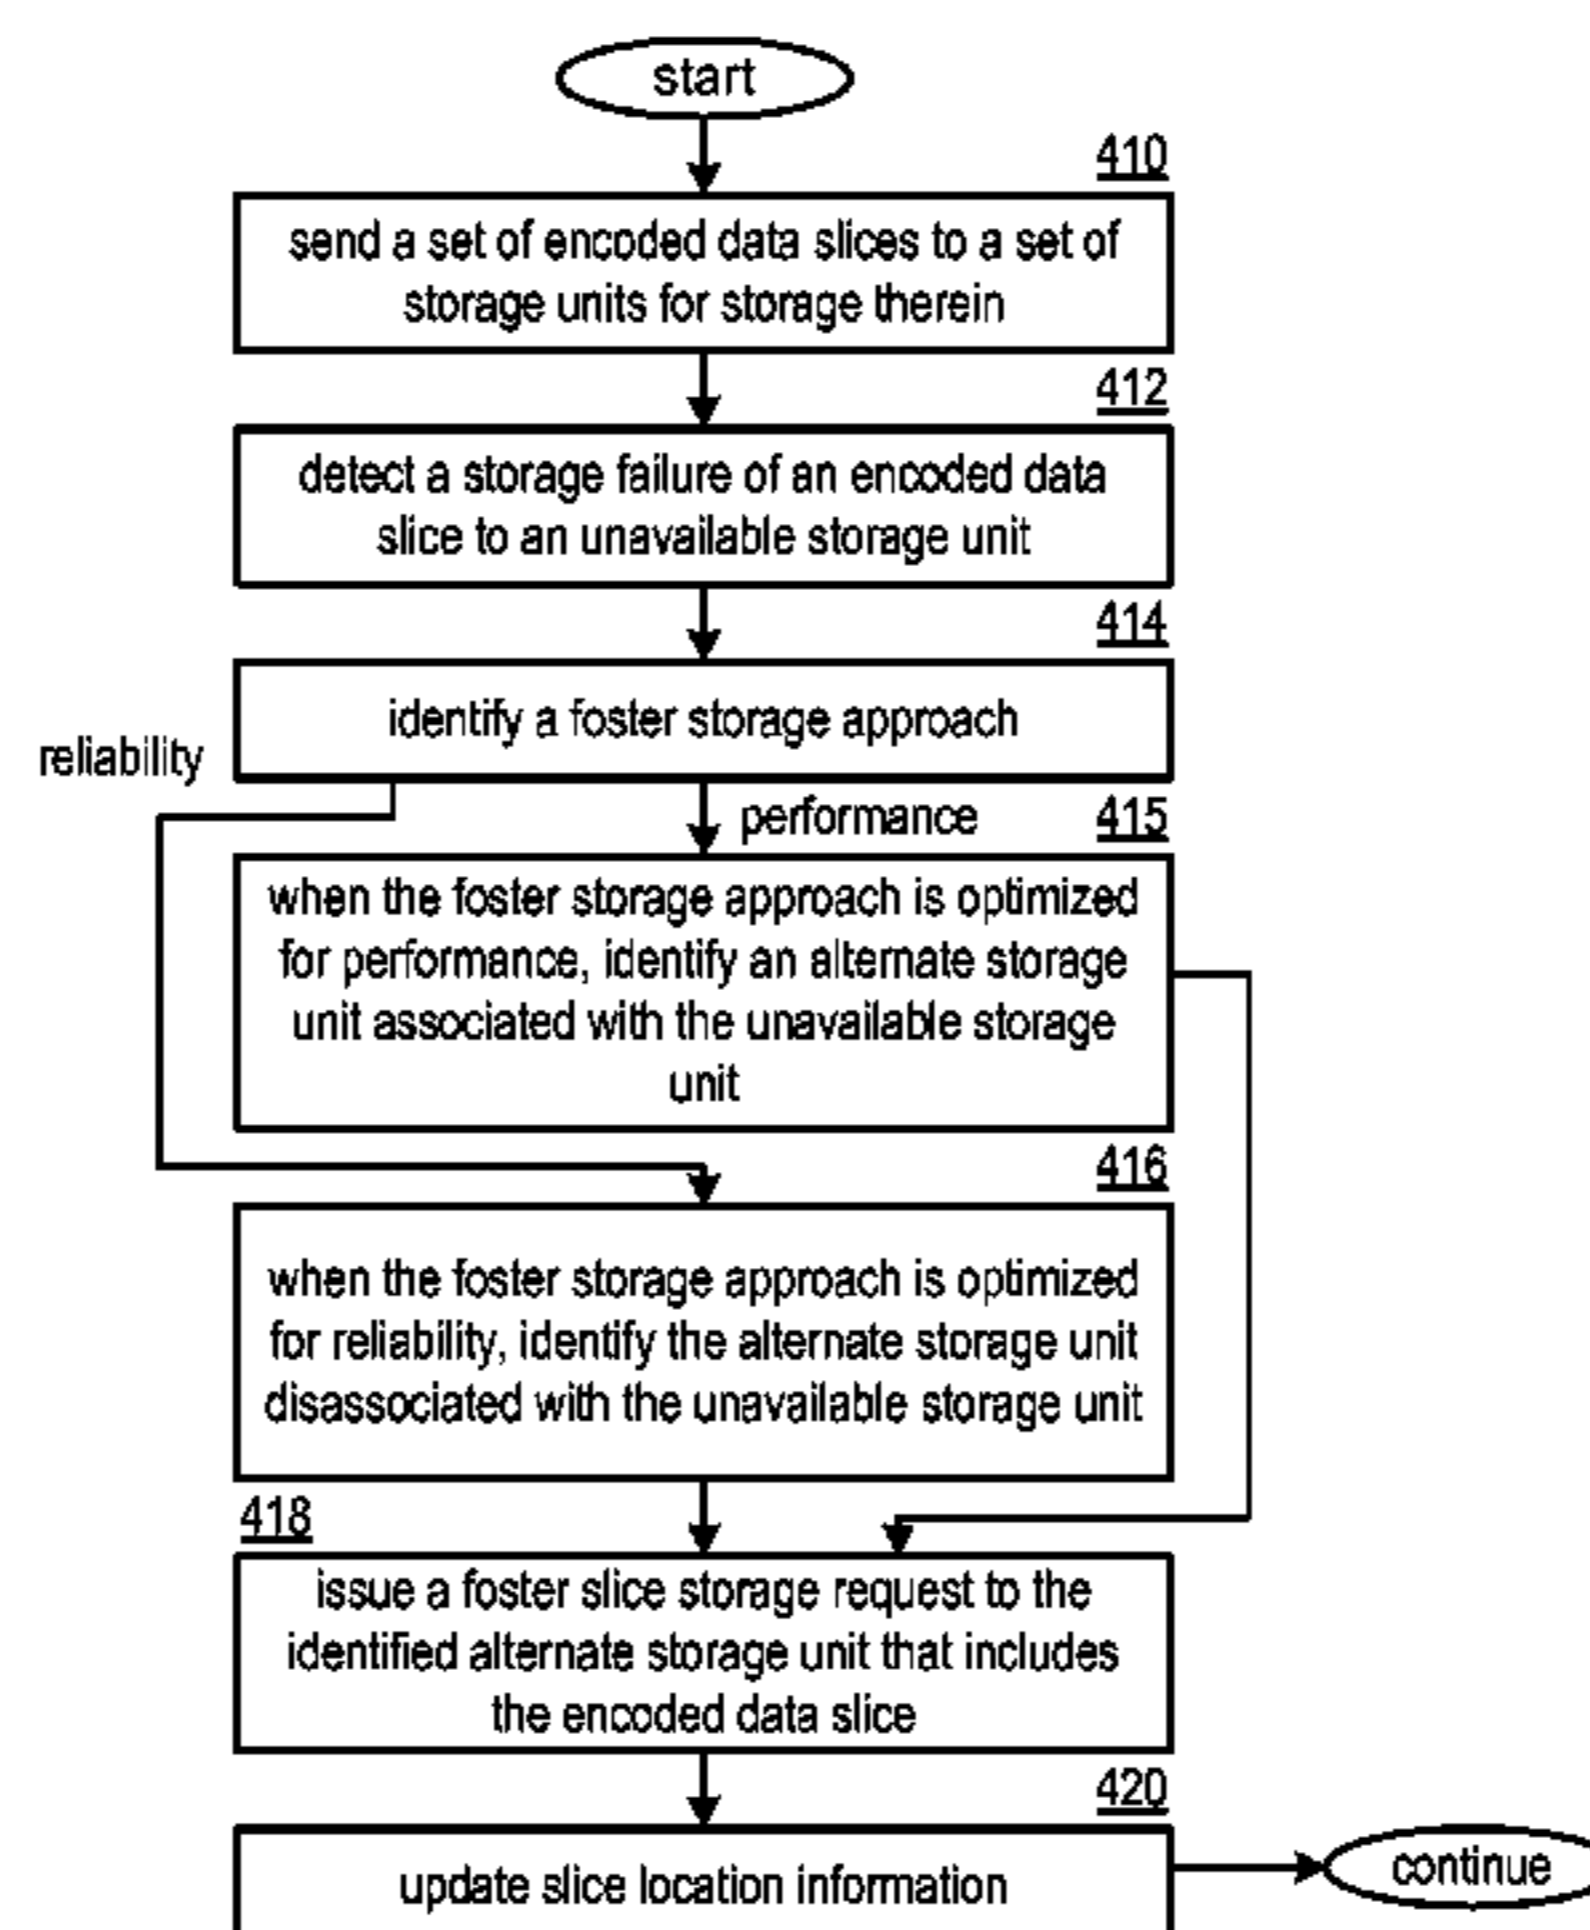 start
410
send a set of encoded data slices to a set of
storage units for storage therein
412
detect a storage failure of an encoded data
slice to an unavailable storage unit
414
identify a foster storage approach
reliability
performance
415
when the foster storage approach is optimized
for performance, identify an alternate storage
unit associated with the unavailable storage
unit
416
when the foster storage approach is optimized
for reliability, identify the alternate storage unit
disassociated with the unavailable storage unit
418
issue a foster slice storage request to the
identified alternate storage unit that includes
the encoded data slice
420
update slice location information
continue